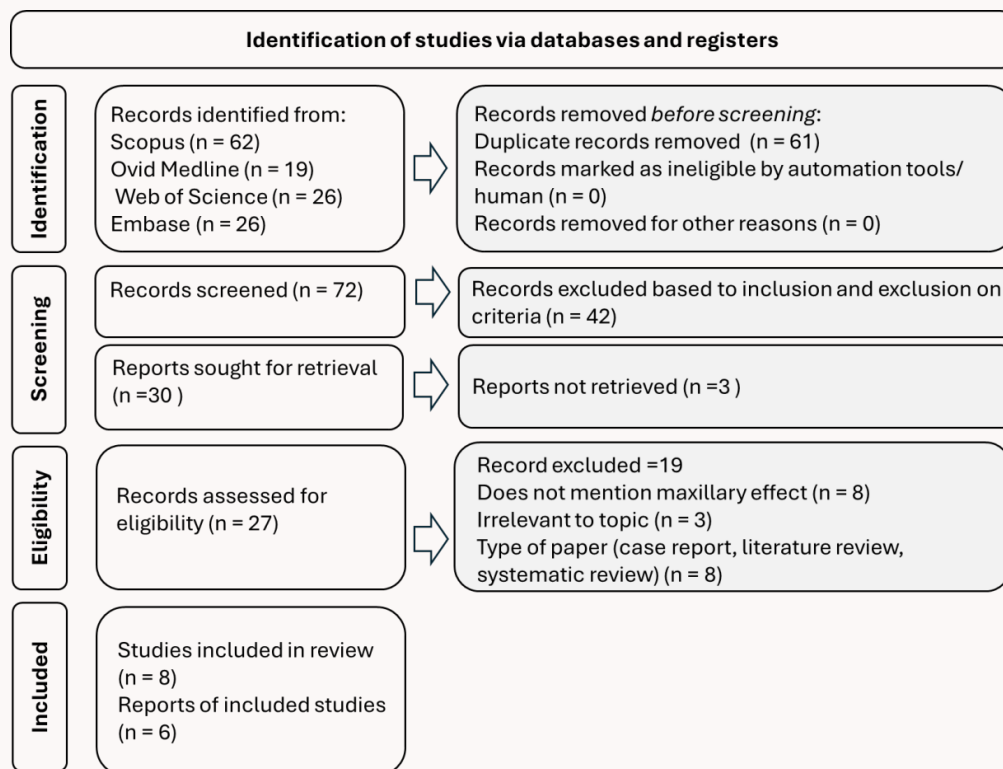 Identification of studies via databases and registers
Identification
Records identified from:
Scopus (n = 62)
Ovid Medline (n = 19)
Web of Science (n = 26)
Embase (n = 26)
Records removed before screening:
Duplicate records removed (n = 61)
Records marked as ineligible by automation tools/
human (n = 0)
Records removed for other reasons (n = 0)
Screening
Records screened (n = 72)
Records excluded based to inclusion and exclusion on
criteria (n = 42)
Reports sought for retrieval
(n =30 )
Reports not retrieved (n =3 )
Eligibility
Records assessed for
eligibility (n = 27)
Record excluded =19
Does not mention maxillary effect (n = 8)
Irrelevant to topic (n = 3)
Type of paper (case report, literature review,
systematic review) (n = 8)
Included
Studies included in review
(n = 8)
Reports of included studies
(n = 6)